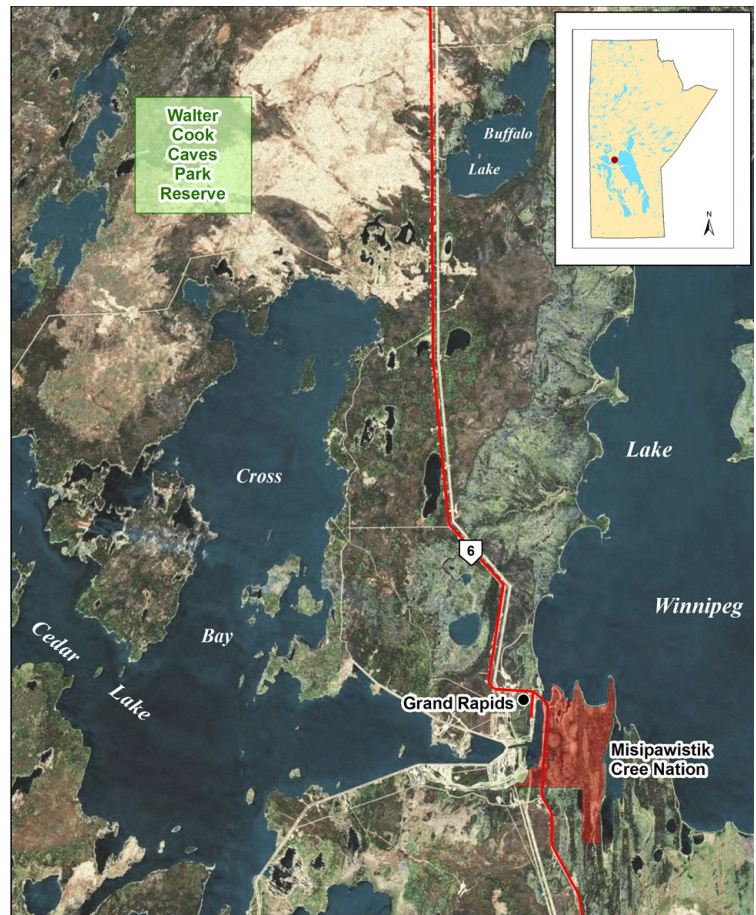 Walter
Cook
Caves
Park
Reserve
Buffalo
Lake
N
Cross
Lake
6
Winnipeg
Bay
Cedar
Lake
Grand Rapids
Misipawistik
Cree Nation